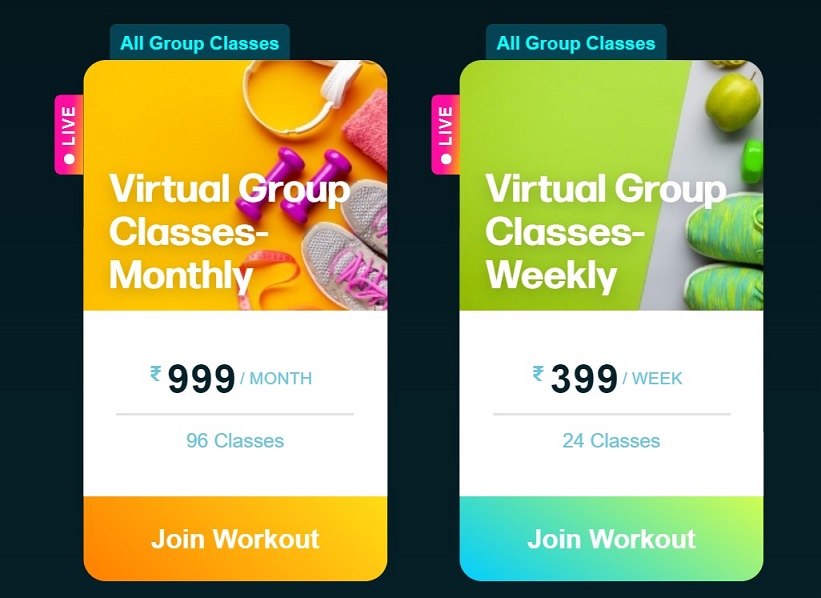 All Group Classes
LIVE
Virtual Group
Classes-
Monthly
₹ 999 / MONTH
96 Classes
Join Workout
All Group Classes
LIVE
Virtual Group
Classes-
Weekly
₹ 399 / WEEK
24 Classes
Join Workout